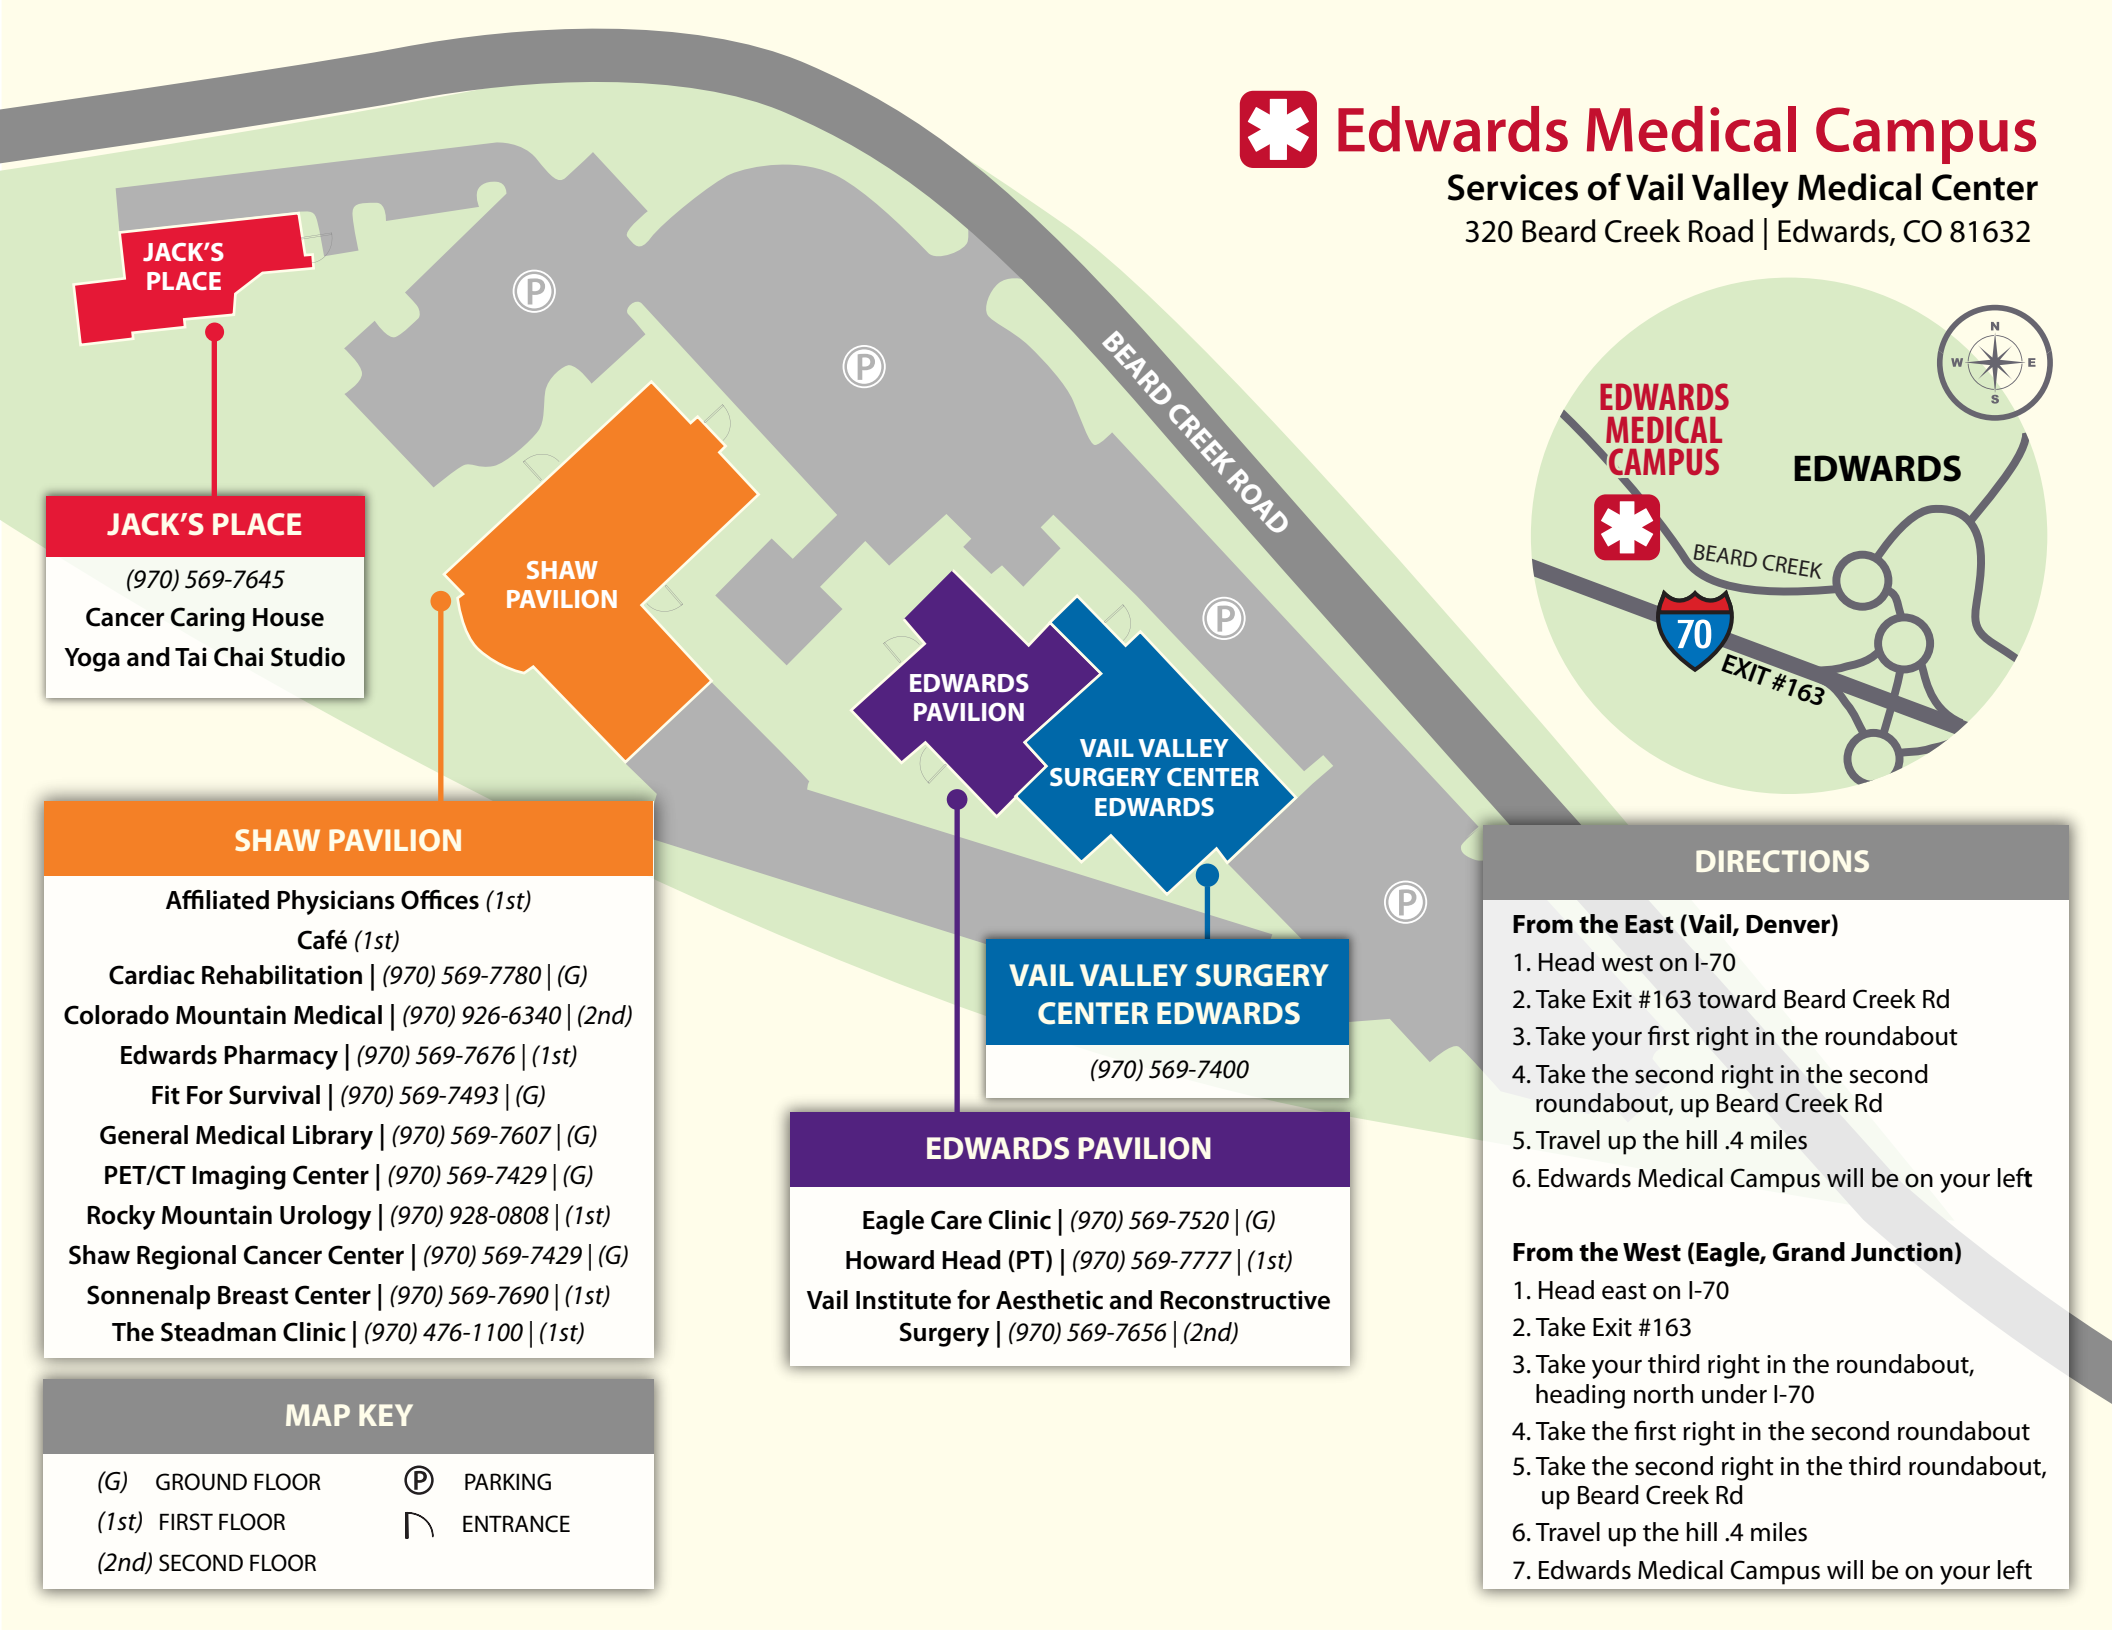 Edwards Medical Campus
Services of Vail Valley Medical Center
320 Beard Creek Road | Edwards, CO 81632
JACK'S
PLACE
P
P
BEARD CREEK ROAD
N
W E
S
EDWARDS
MEDICAL
CAMPUS
EDWARDS
BEARD CREEK
70
EXIT #163
JACK'S PLACE
(970) 569-7645
Cancer Caring House
Yoga and Tai Chai Studio
SHAW
PAVILION
P
EDWARDS
PAVILION
VAIL VALLEY
SURGERY CENTER
EDWARDS
P
SHAW PAVILION
Affiliated Physicians Offices (1st)
Café (1st)
Cardiac Rehabilitation | (970) 569-7780 | (G)
Colorado Mountain Medical | (970) 926-6340 | (2nd)
Edwards Pharmacy | (970) 569-7676 | (1st)
Fit For Survival | (970) 569-7493 | (G)
General Medical Library | (970) 569-7607 | (G)
PET/CT Imaging Center | (970) 569-7429 | (G)
Rocky Mountain Urology | (970) 928-0808 | (1st)
Shaw Regional Cancer Center | (970) 569-7429 | (G)
Sonnenalp Breast Center | (970) 569-7690 | (1st)
The Steadman Clinic | (970) 476-1100 | (1st)
VAIL VALLEY SURGERY
CENTER EDWARDS
(970) 569-7400
EDWARDS PAVILION
Eagle Care Clinic | (970) 569-7520 | (G)
Howard Head (PT) | (970) 569-7777 | (1st)
Vail Institute for Aesthetic and Reconstructive
Surgery | (970) 569-7656 | (2nd)
DIRECTIONS
From the East (Vail, Denver)
1. Head west on I-70
2. Take Exit #163 toward Beard Creek Rd
3. Take your first right in the roundabout
4. Take the second right in the second
roundabout, up Beard Creek Rd
5. Travel up the hill .4 miles
6. Edwards Medical Campus will be on your left
From the West (Eagle, Grand Junction)
1. Head east on I-70
2. Take Exit #163
3. Take your third right in the roundabout,
heading north under I-70
4. Take the first right in the second roundabout
5. Take the second right in the third roundabout,
up Beard Creek Rd
6. Travel up the hill .4 miles
7. Edwards Medical Campus will be on your left
MAP KEY
(G) GROUND FLOOR
(1st) FIRST FLOOR
(2nd) SECOND FLOOR
P PARKING
ENTRANCE